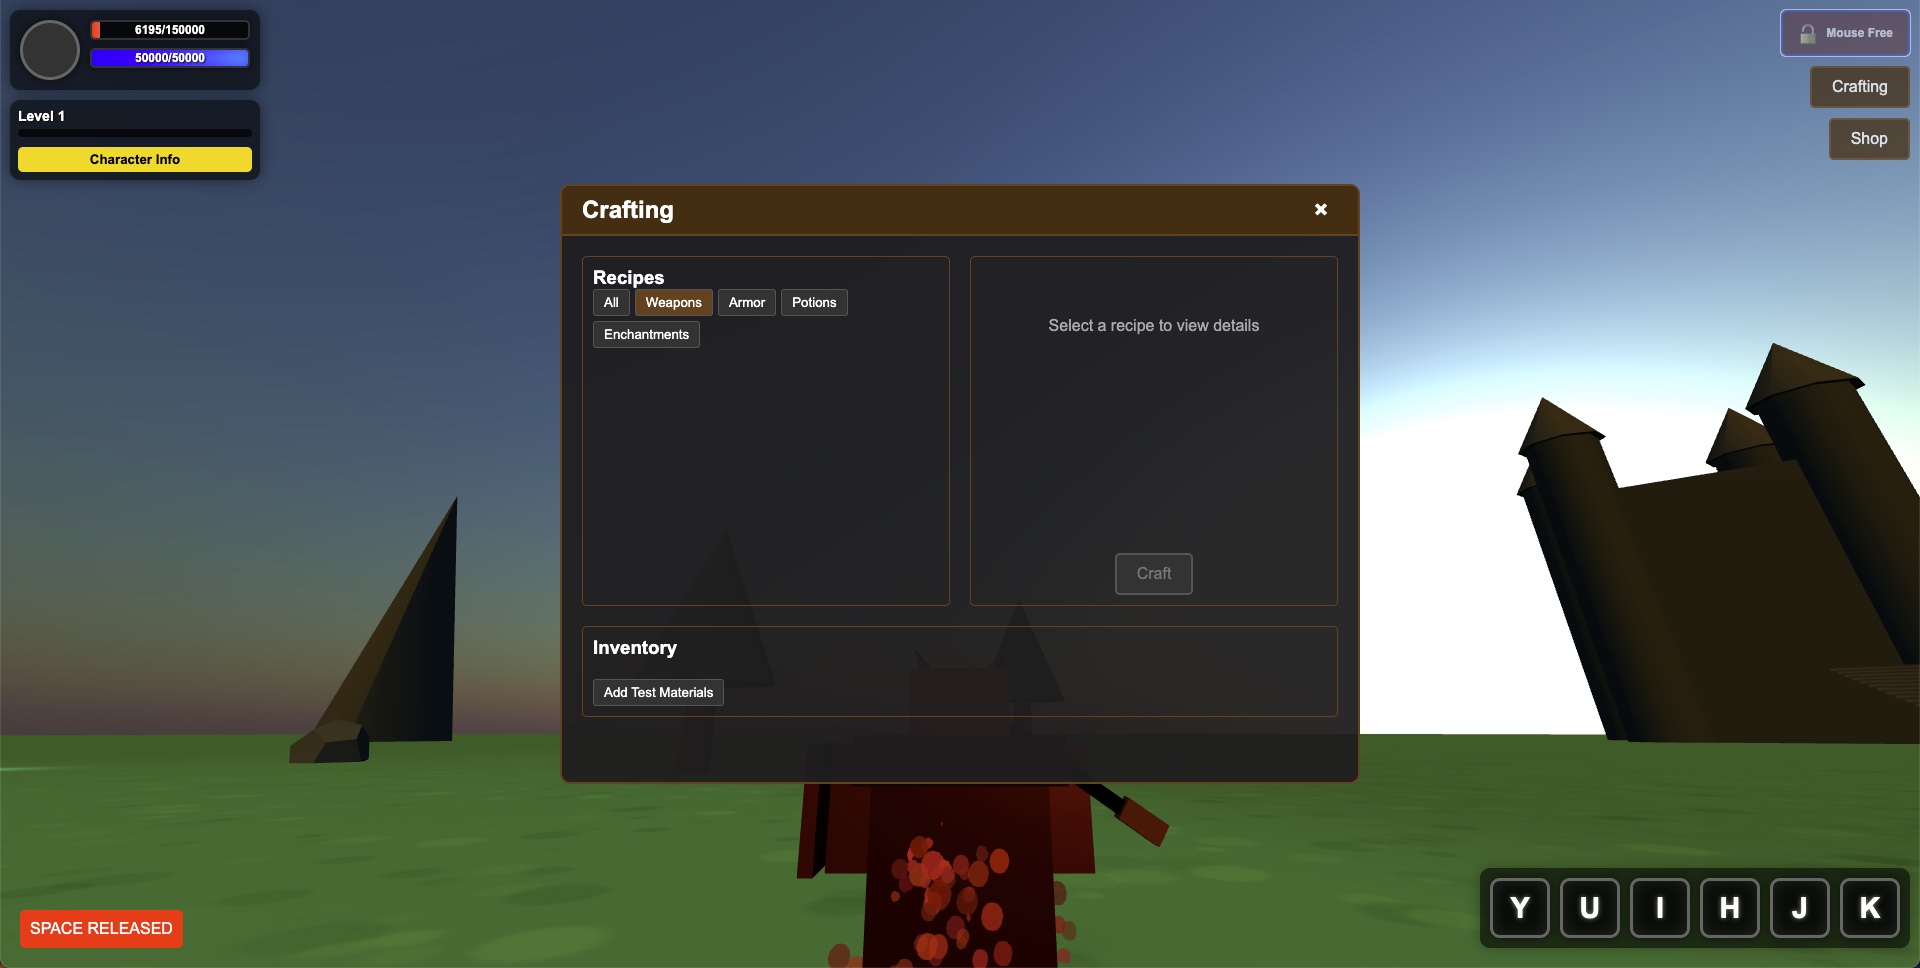 6195/150000
50000/50000
Level 1
Character Info
Mouse Free
Crafting
Shop
Crafting
×
Recipes
All
Weapons
Armor
Potions
Enchantments
Select a recipe to view details
Craft
Inventory
Add Test Materials
SPACE RELEASED
Y
U
I
H
J
K